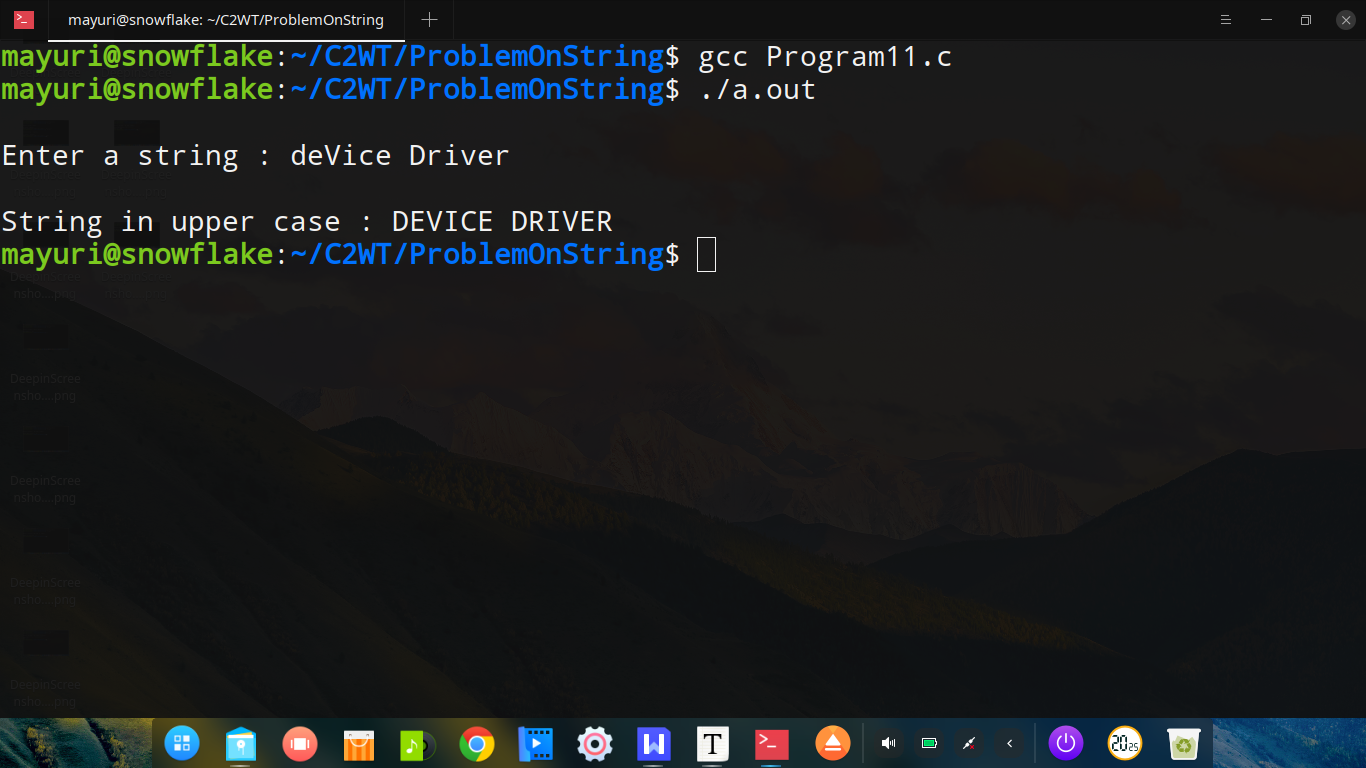 mayuri@snowflake: ~/C2WT/ProblemOnString
mayuri@snowflake:~/C2WT/ProblemOnString$ gcc Program11.c
mayuri@snowflake:~/C2WT/ProblemOnString$ ./a.out
Enter a string : deVice Driver
String in upper case : DEVICE DRIVER
mayuri@snowflake:~/C2WT/ProblemOnString$
nsho....png
DeepinScree
nsho....png
DeepinScree
nsho....png
DeepinScree
nsho....png
DeepinScree
nsho....png
T
20 25